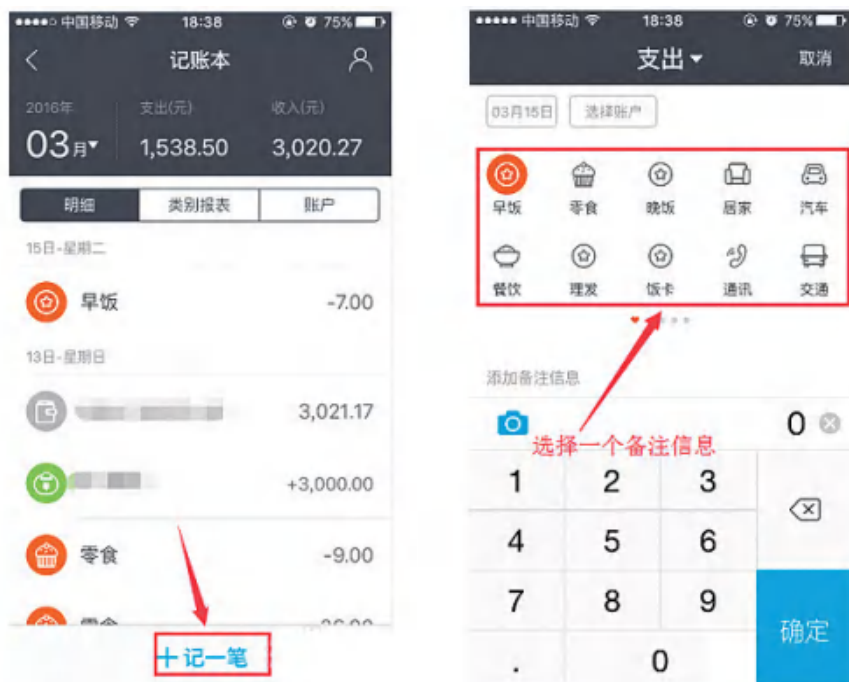 中国移动 18:38 75%
记账本
2016年 支出(元) 收入(元)
03月 1,538.50 3,020.27
明细 类别报表 账户
15日-星期二
早饭 -7.00
13日-星期日
3,021.17
+3,000.00
零食 -9.00
+记一笔
中国移动 18:38 75%
支出 取消
03月15日 选择账户
早饭 零食 晚饭 居家 汽车
餐饮 理发 饭卡 通讯 交通
添加备注信息
0
选择一个备注信息
1 2 3
4 5 6
7 8 9
确定
. 0